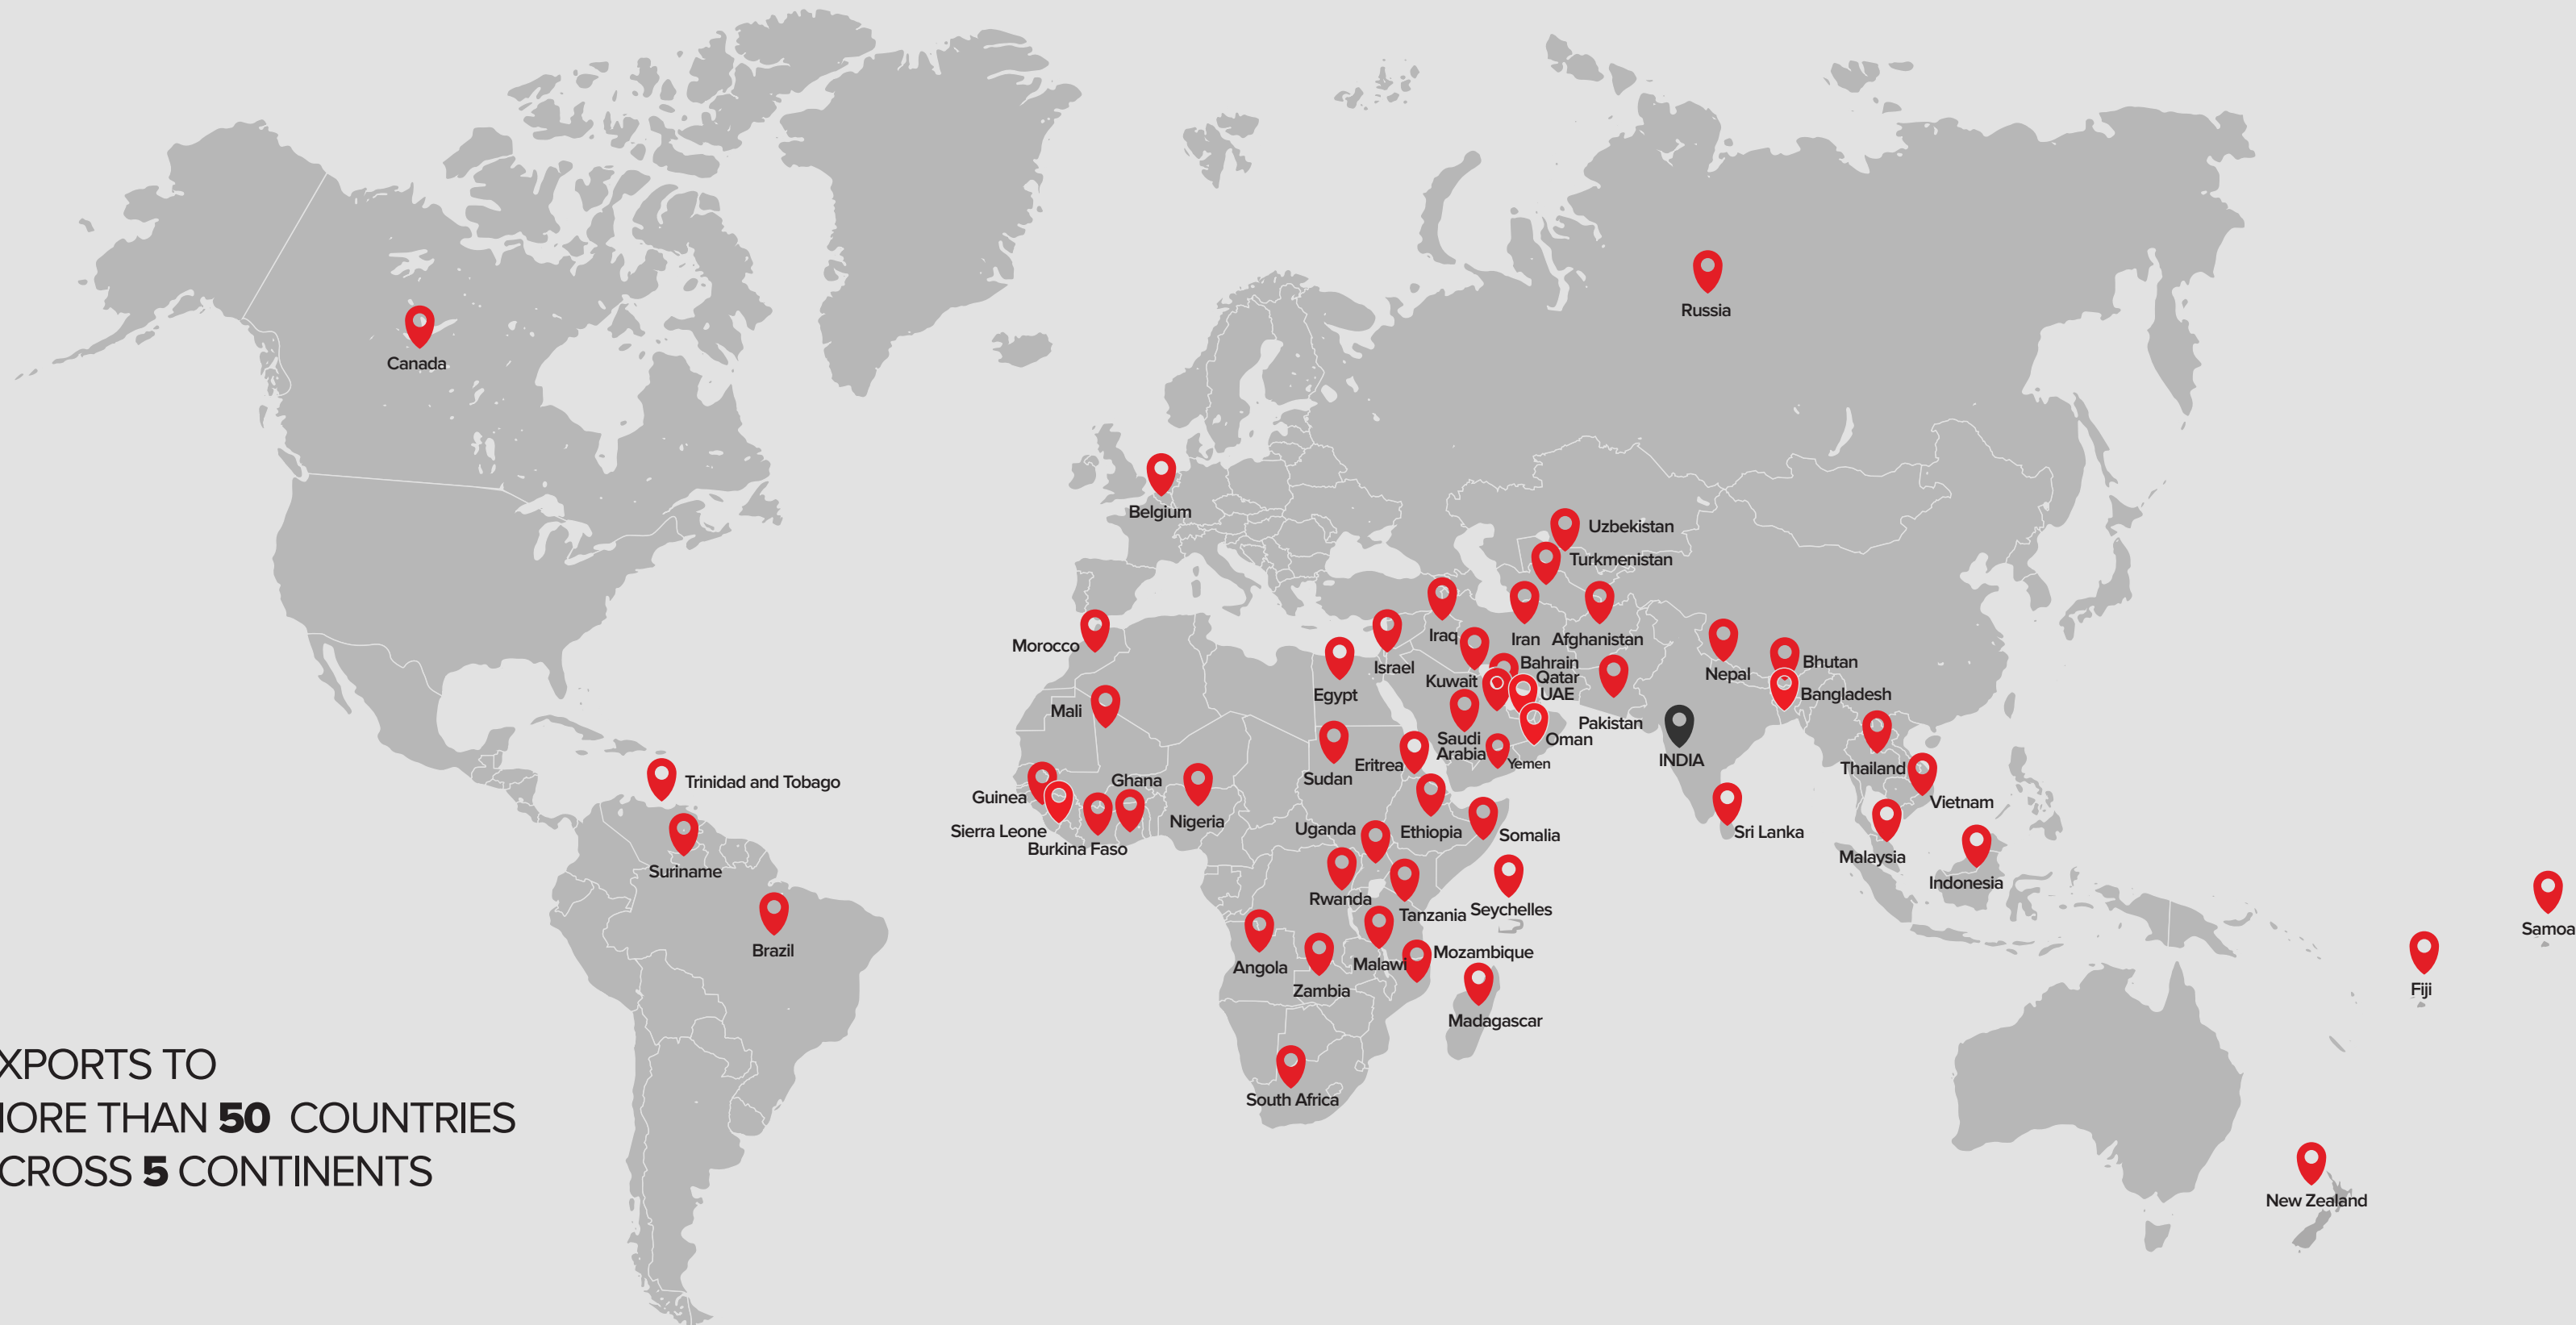 Russia
Canada
Belgium
Uzbekistan
Turkmenistan
Morocco
Iraq
Iran
Afghanistan
Israel
Bahrain
Bhutan
Nepal
Kuwait
Qatar
Egypt
UAE
Bangladesh
Mali
Pakistan
Saudi
Arabia
Oman
INDIA
Yemen
Eritrea
Sudan
Thailand
Ghana
Trinidad and Tobago
Guinea
Vietnam
Nigeria
Uganda
Ethiopia
Somalia
Sri Lanka
Sierra Leone
Burkina Faso
Malaysia
Suriname
Indonesia
Rwanda
Seychelles
Tanzania
Samoa
Brazil
Mozambique
Malawi
Angola
Zambia
Fiji
Madagascar
South Africa
XPORTS TO
ORE THAN 50 COUNTRIES
CROSS 5 CONTINENTS
New Zealand